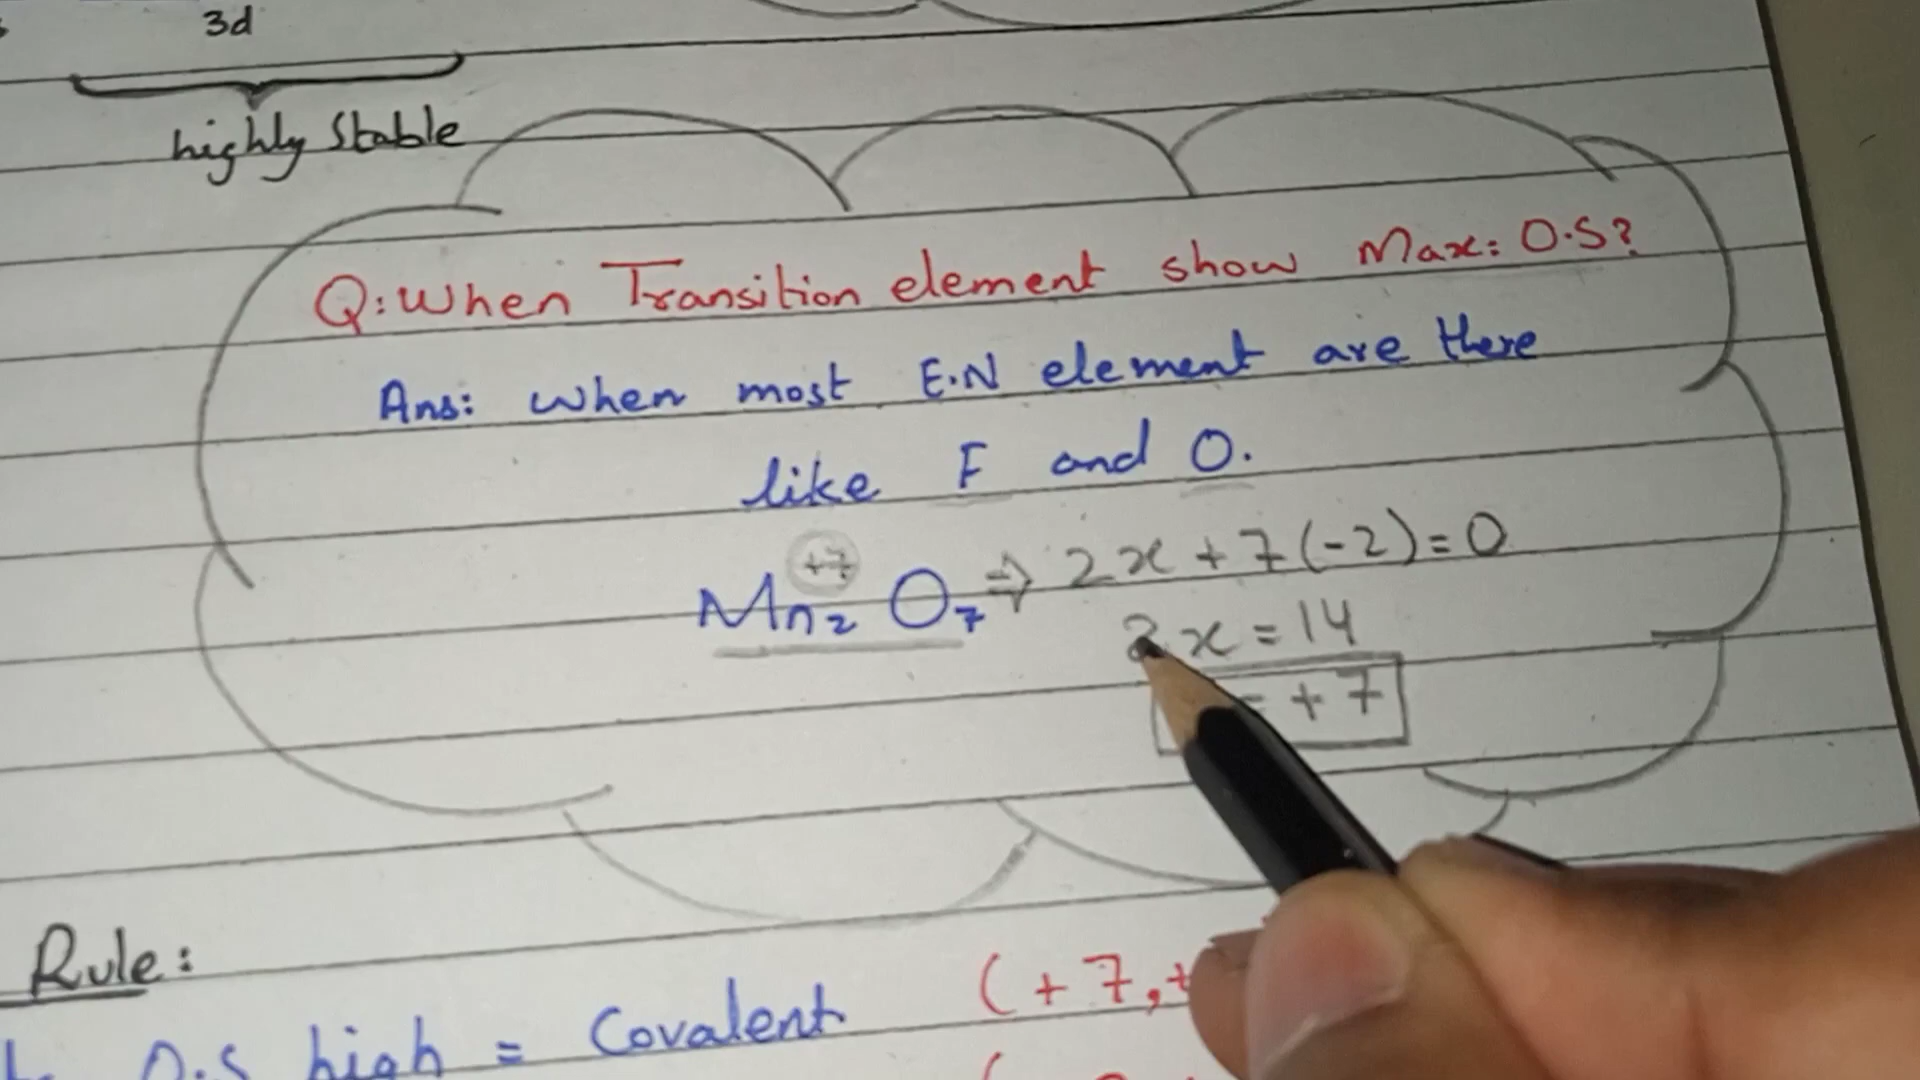 3d
highly Stable
Q: When Transition element show Max: O.S?
Ans: when most E.N element are there
like F and O.
+7
Mn₂ O₇ ⇒ 2x + 7(-2) = 0
2x = 14
= +7
Rule:
O.S high = Covalent (+7,+